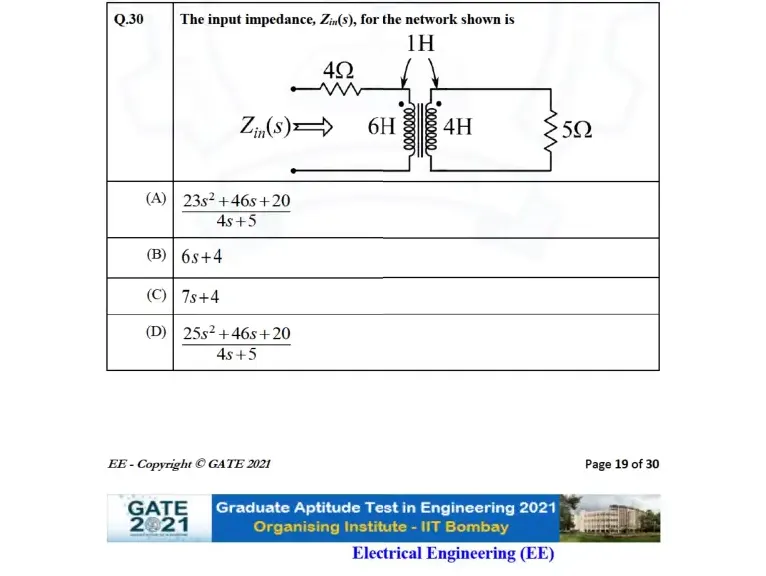 Q.30 The input impedance, Zin(s), for the network shown is
1H
4Ω
Zin(s) 6H 4H 5Ω
(A) 23s² + 46s + 20
4s + 5
(B) 6s + 4
(C) 7s + 4
(D) 25s² + 46s + 20
4s + 5
EE - Copyright © GATE 2021 Page 19 of 30
GATE 2021
Graduate Aptitude Test in Engineering 2021
Organising Institute - IIT Bombay
Electrical Engineering (EE)